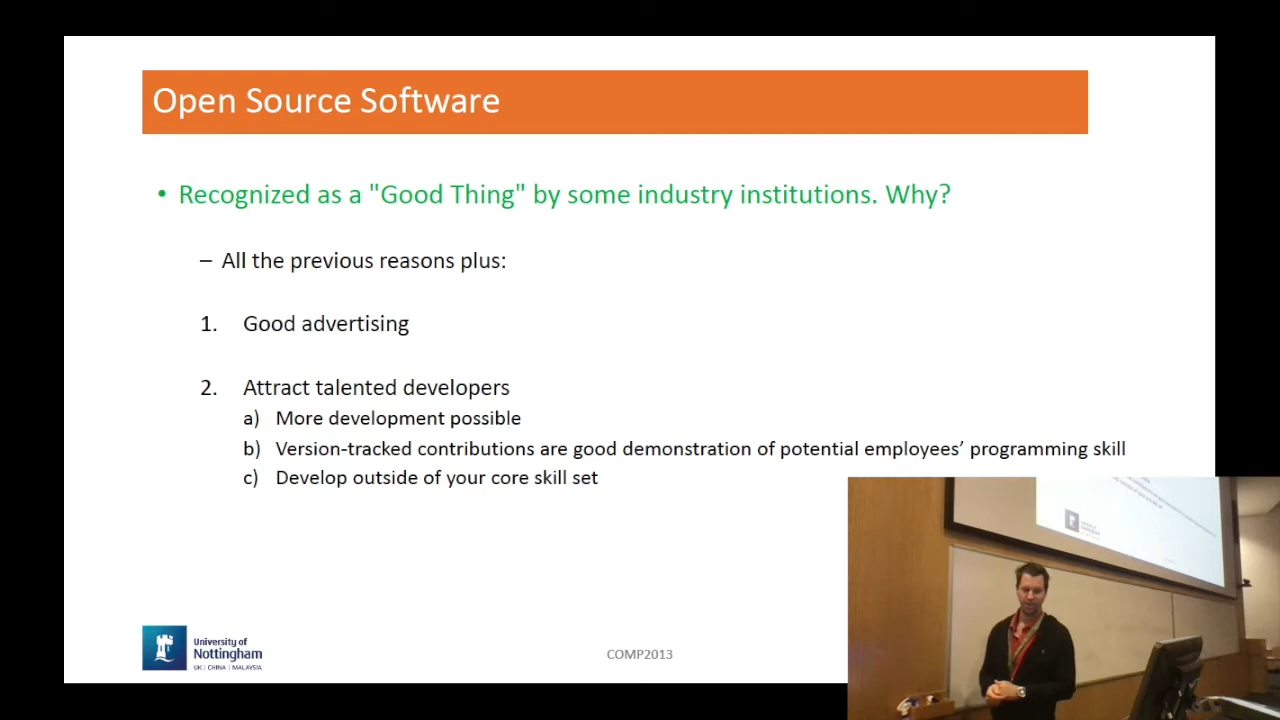 Open Source Software
• Recognized as a "Good Thing" by some industry institutions. Why?
– All the previous reasons plus:
1. Good advertising
2. Attract talented developers
a) More development possible
b) Version-tracked contributions are good demonstration of potential employees’ programming skill
c) Develop outside of your core skill set
University of
Nottingham
UK | CHINA | MALAYSIA
COMP2013